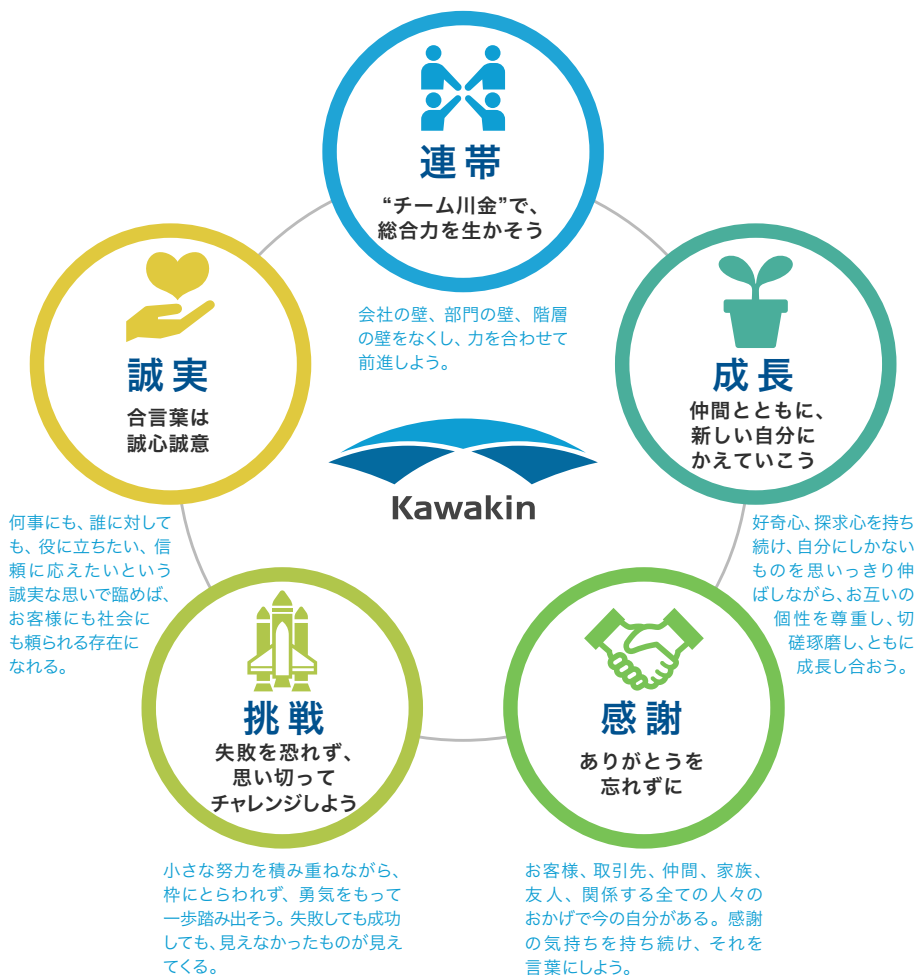 連帯
“チーム川金”で、
総合力を生かそう
会社の壁、部門の壁、階層
の壁をなくし、力を合わせて
前進しよう。
成長
仲間とともに、
新しい自分に
かえていこう
好奇心、探求心を持ち
続け、自分にしかない
ものを思いっきり伸
ばしながら、お互いの
個性を尊重し、切
磋琢磨し、ともに
成長し合おう。
感謝
ありがとうを
忘れずに
お客様、取引先、仲間、家族、
友人、関係する全ての人々の
おかげで今の自分がある。感謝
の気持ちを持ち続け、それを
言葉にしよう。
挑戦
失敗を恐れず、
思い切って
チャレンジしよう
小さな努力を積み重ねながら、
枠にとらわれず、勇気をもって
一歩踏み出そう。失敗しても成功
しても、見えなかったものが見え
てくる。
誠実
合言葉は
誠心誠意
何事にも、誰に対して
も、役に立ちたい、信
頼に応えたいという
誠実な思いで臨めば、
お客様にも社会に
も頼られる存在に
なれる。
Kawakin